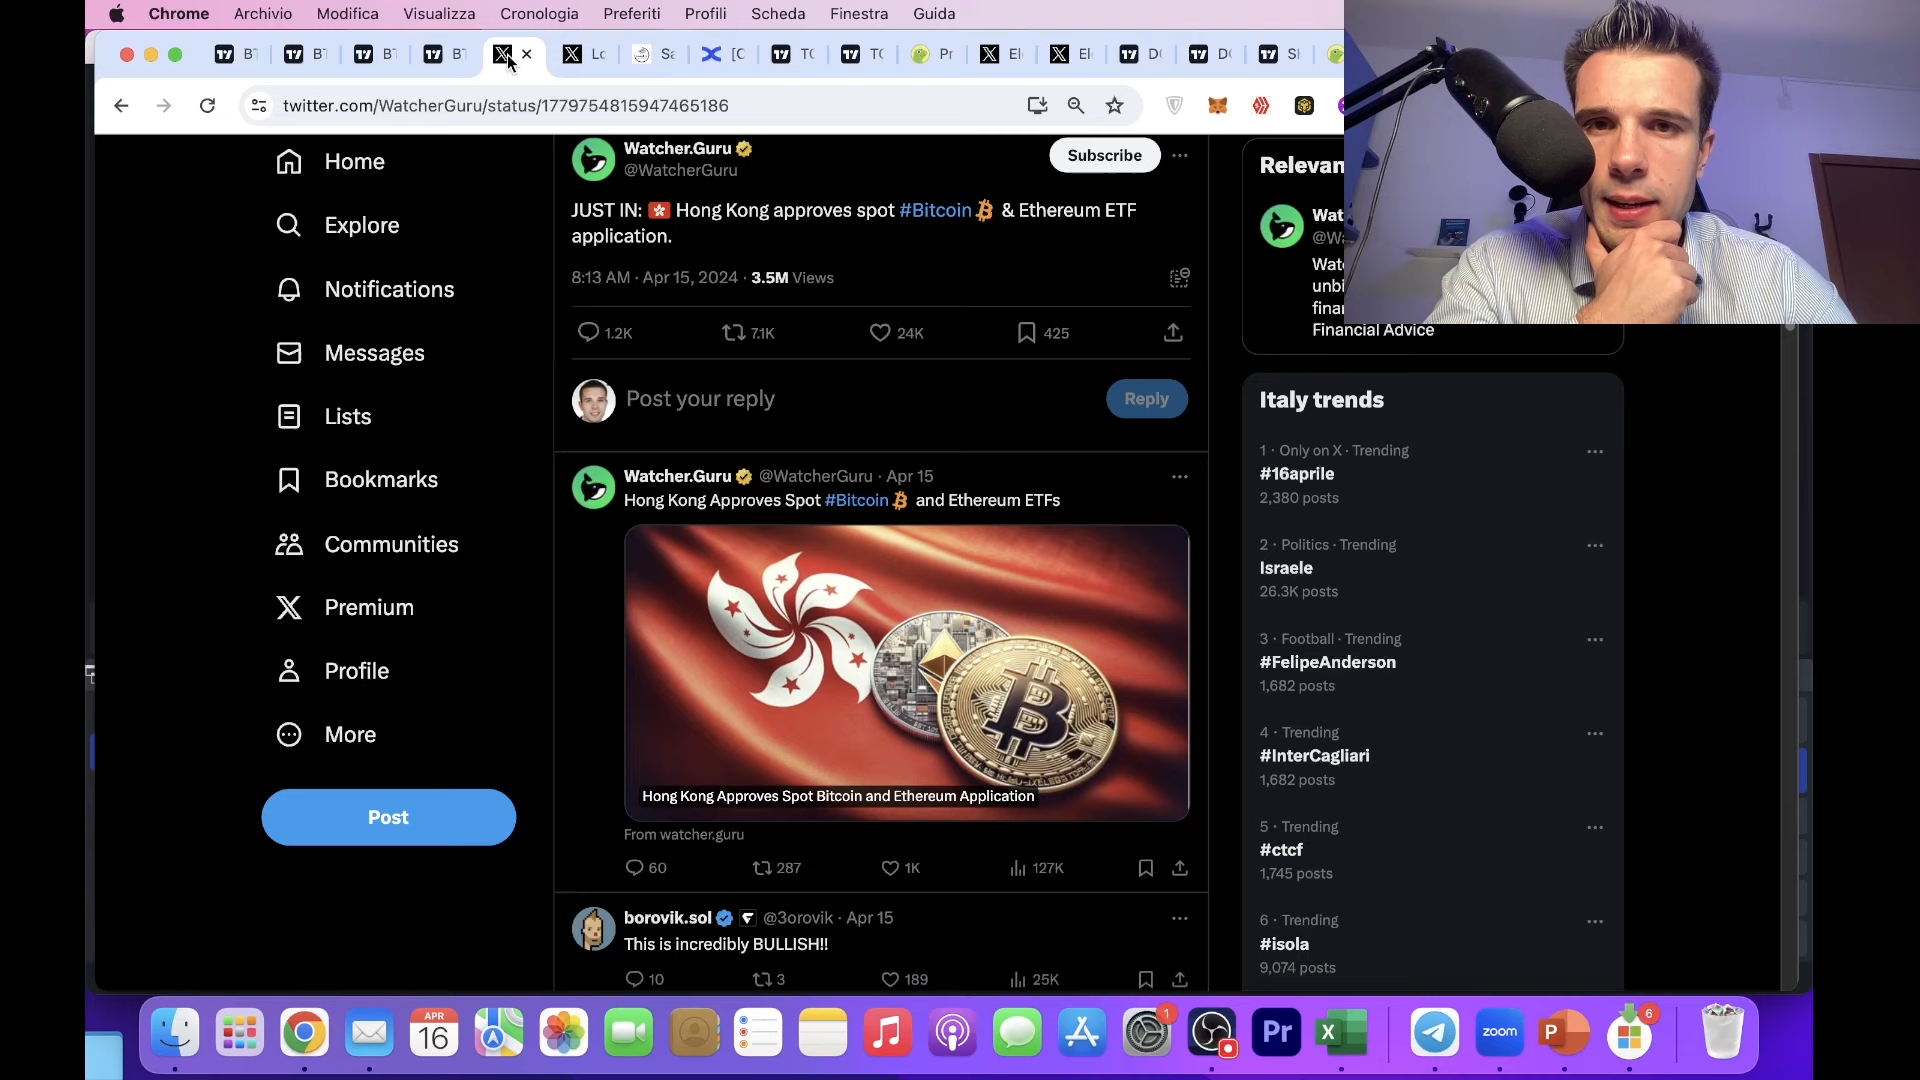 Chrome Archivio Modifica Visualizza Cronologia Preferiti Profili Scheda Finestra Guida
twitter.com/WatcherGuru/status/1779754815947465186
Home
Explore
Notifications
Messages
Lists
Bookmarks
Communities
Premium
Profile
More
Post
Watcher.Guru
@WatcherGuru
Subscribe
JUST IN: Hong Kong approves spot #Bitcoin & Ethereum ETF
application.
8:13 AM · Apr 15, 2024 · 3.5M Views
1.2K 7.1K 24K 425
Post your reply
Reply
Watcher.Guru @WatcherGuru · Apr 15
Hong Kong Approves Spot #Bitcoin and Ethereum ETFs
Hong Kong Approves Spot Bitcoin and Ethereum Application
From watcher.guru
60 287 1K 127K
borovik.sol @3orovik · Apr 15
This is incredibly BULLISH!!
10 3 189 25K
Financial Advice
Italy trends
1 · Only on X · Trending
#16aprile
2,380 posts
2 · Politics · Trending
Israele
26.3K posts
3 · Football · Trending
#FelipeAnderson
1,682 posts
4 · Trending
#InterCagliari
1,682 posts
5 · Trending
#ctcf
1,745 posts
6 · Trending
#isola
9,074 posts
APR
16
1
Pr
X
zoom
P
6